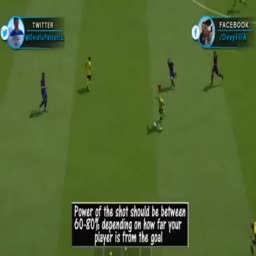 TWITTER
FACEBOOK
Power of the shot should be between
60-80% depending on how far your
player is from the goal